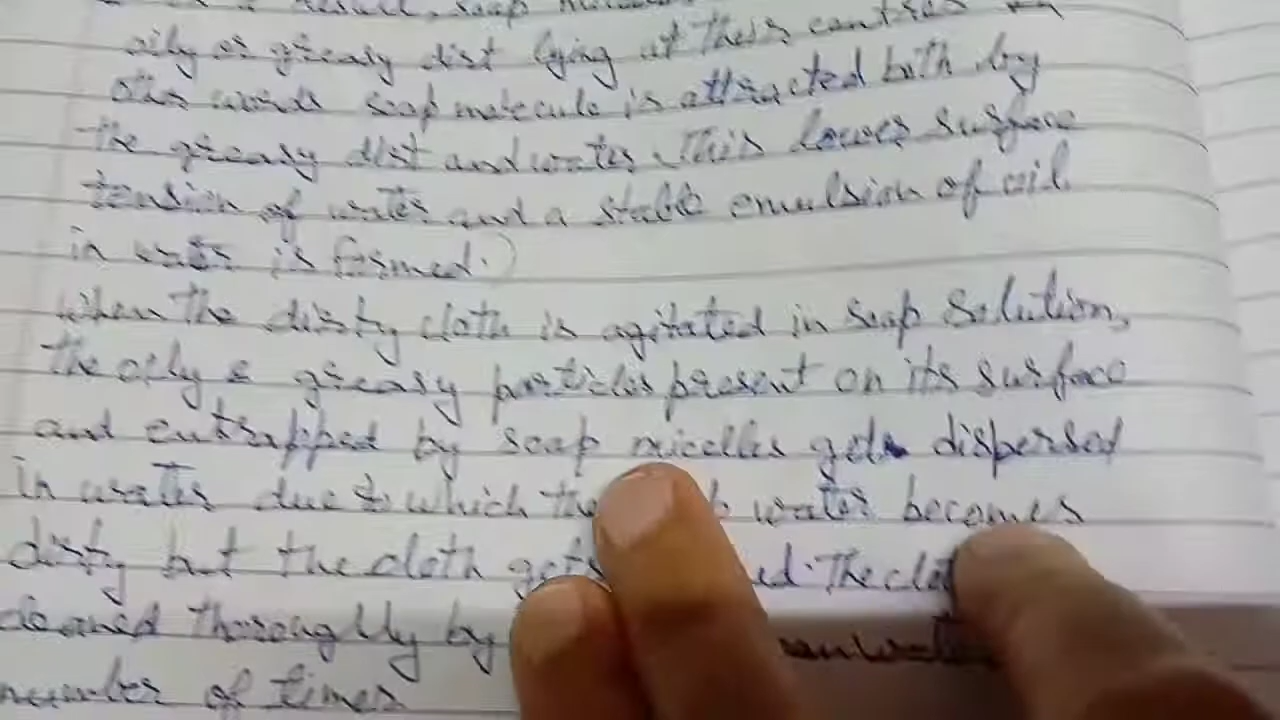 a result, soap
oily or greasy dirt lying at their centres in
other words soap molecule is attracted both by
the greasy dirt and water. This lowers surface
tension of water and a stable emulsion of oil
in water is formed.)
When the dirty cloth is agitated in soap solution,
the oily & greasy particles present on its surface
and entrapped by soap micelles gets dispersed
in water due to which the water becomes
dirty but the cloth gets The
cleaned thoroughly by
number of times